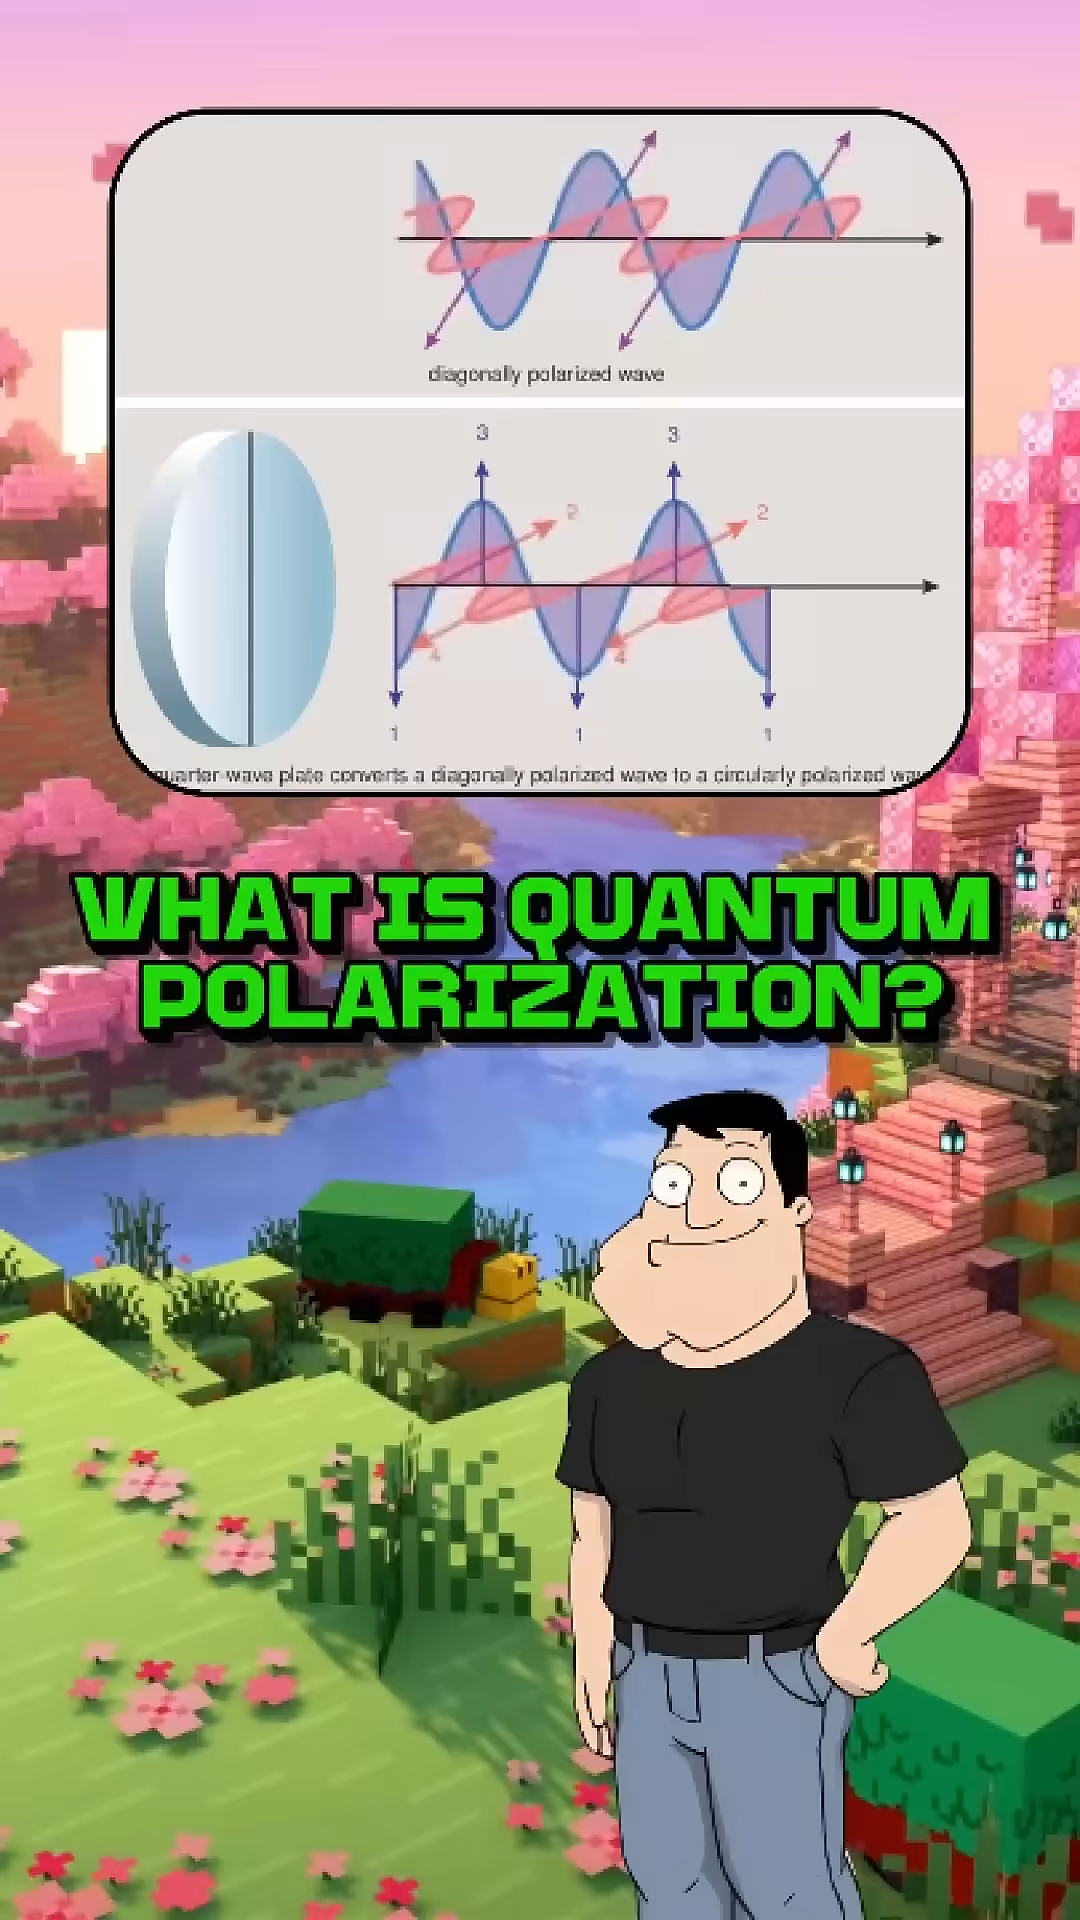 diagonally polarized wave
3 3
2 2
4 4
1 1 1
quarter-wave plate converts a diagonally polarized wave to a circularly polarized
WHAT IS QUANTUM
POLARIZATION?